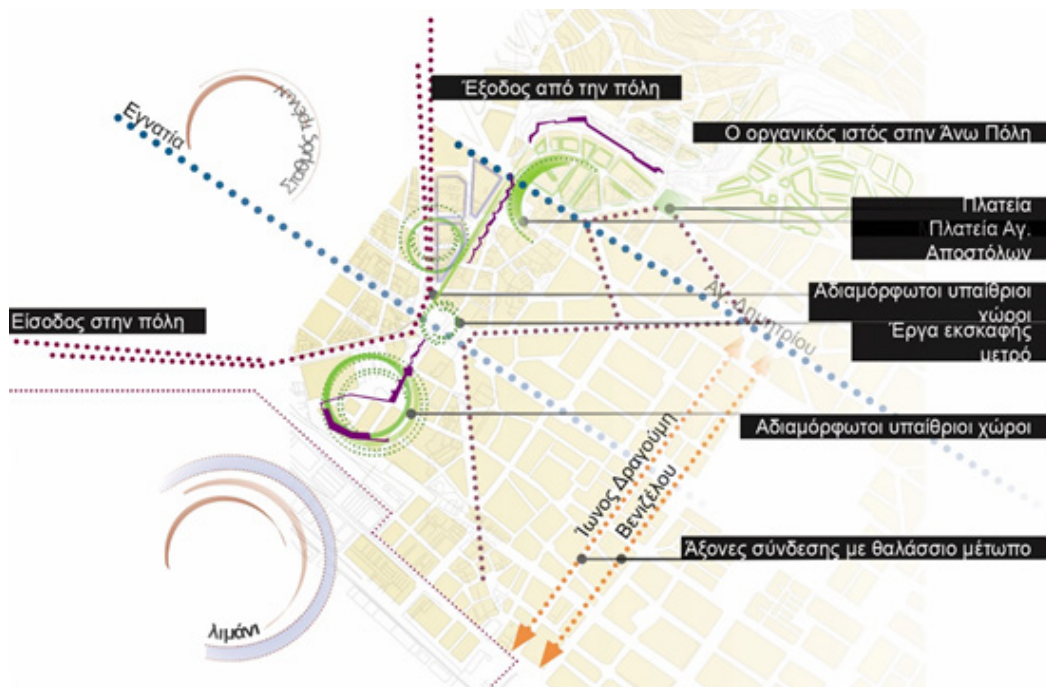 Έξοδος από την πόλη
Εγνατία
Σταθμός τρένων
Ο οργανικός ιστός στην Άνω Πόλη
Πλατεία
Πλατεία Αγ.
Αποστόλων
Αγ. Δημητρίου
Αδιαμόρφωτοι υπαίθριοι
χώροι
Είσοδος στην πόλη
Έργα εκσκαφής
μετρό
Αδιαμόρφωτοι υπαίθριοι χώροι
Ίωνος Δραγούμη
Βενιζέλου
Άξονες σύνδεσης με θαλάσσιο μέτωπο
λιμάνι